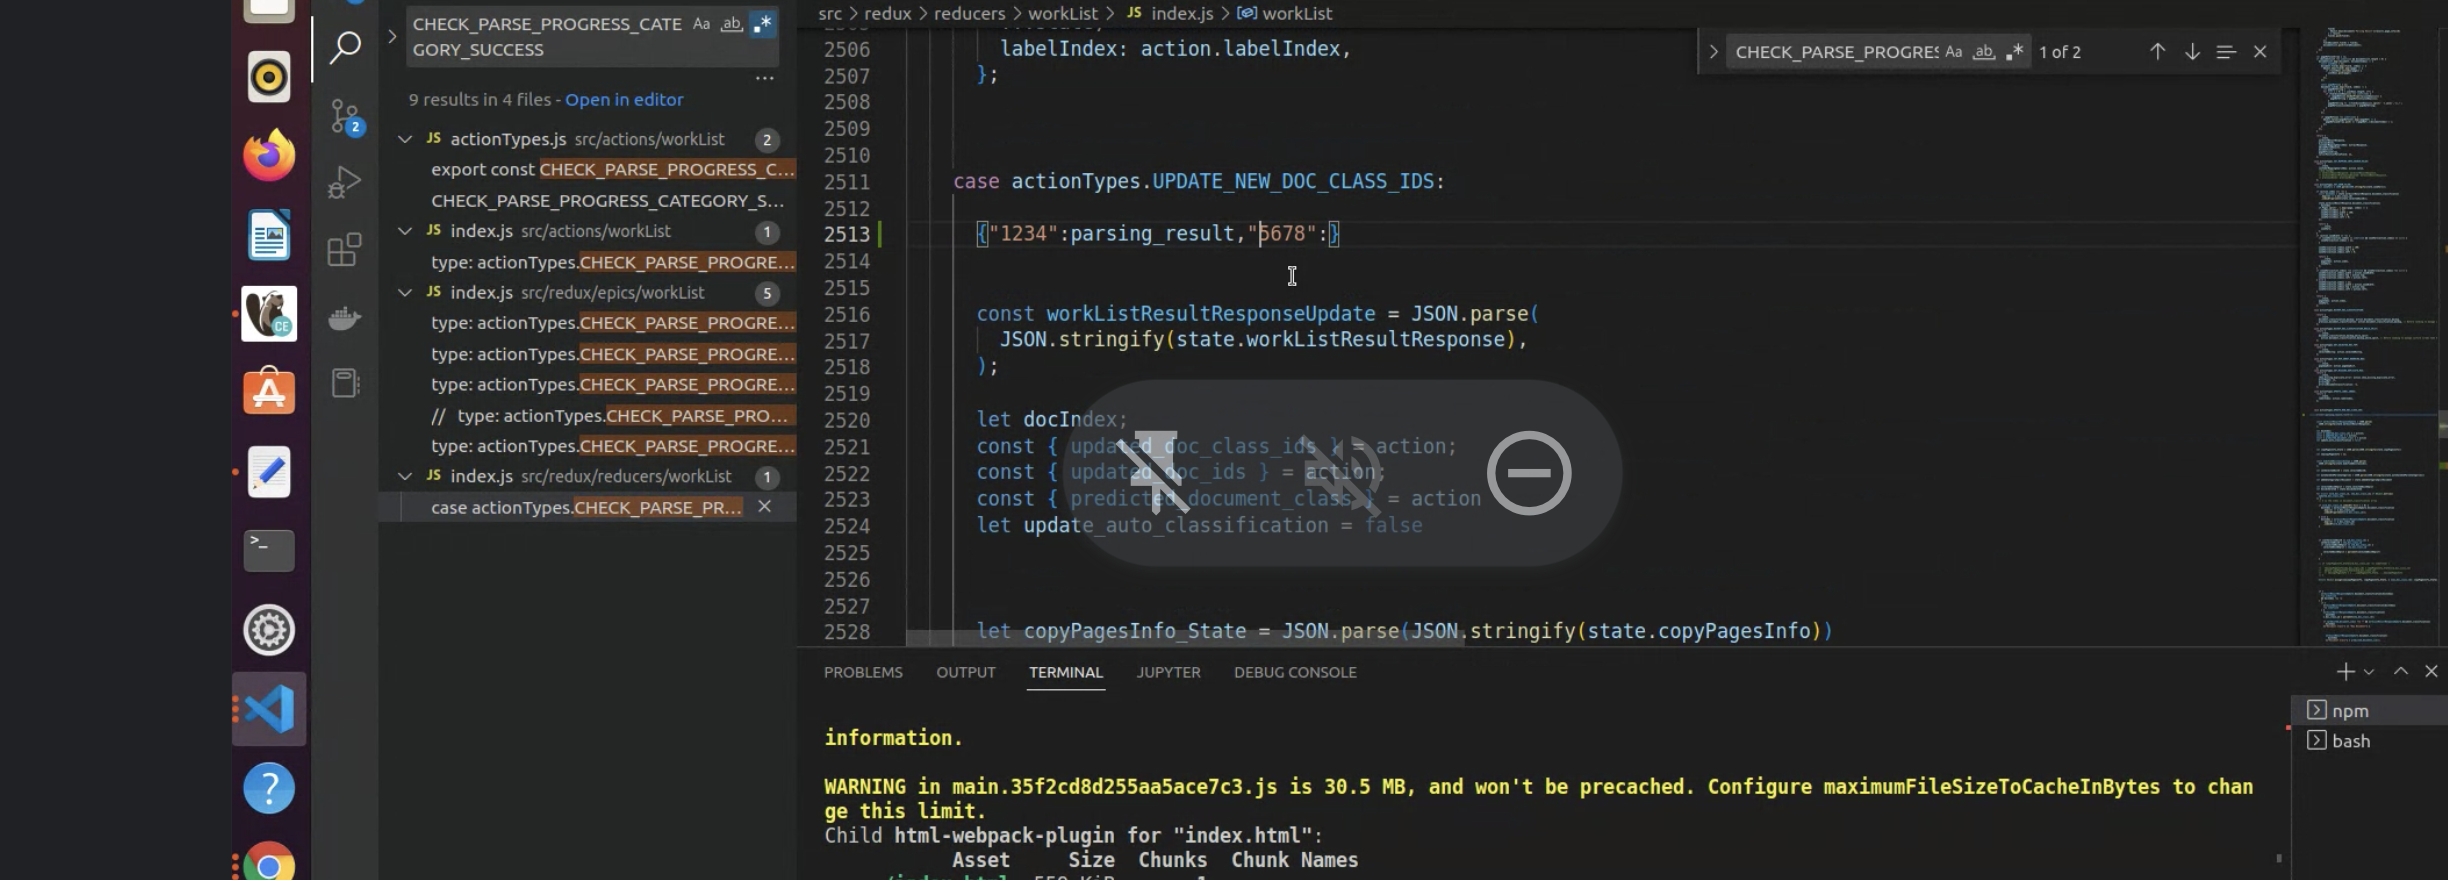 CHECK_PARSE_PROGRESS_CATE
GORY_SUCCESS
Aa ab .*
...
9 results in 4 files - Open in editor
JS actionTypes.js src/actions/workList 2
export const CHECK_PARSE_PROGRESS_C...
CHECK_PARSE_PROGRESS_CATEGORY_S...
JS index.js src/actions/workList 1
type: actionTypes.CHECK_PARSE_PROGRE...
JS index.js src/redux/epics/workList 5
type: actionTypes.CHECK_PARSE_PROGRE...
type: actionTypes.CHECK_PARSE_PROGRE...
type: actionTypes.CHECK_PARSE_PROGRE...
// type: actionTypes.CHECK_PARSE_PRO...
type: actionTypes.CHECK_PARSE_PROGRE...
JS index.js src/redux/reducers/workList 1
case actionTypes.CHECK_PARSE_PR...
2
CE
>_
?
src > redux > reducers > workList > JS index.js > workList
CHECK_PARSE_PROGRES Aa ab .* 1 of 2
2506 labelIndex: action.labelIndex,
2507 };
2508
2509
2510
2511 case actionTypes.UPDATE_NEW_DOC_CLASS_IDS:
2512
2513 {"1234":parsing_result,"5678":}
2514
2515
2516 const workListResultResponseUpdate = JSON.parse(
2517 JSON.stringify(state.workListResultResponse),
2518 );
2519
2520 let docIndex;
2521 const { updated_doc_class_ids } = action;
2522 const { updated_doc_ids } = action;
2523 const { predicted_document_class } = action
2524 let update_auto_classification = false
2525
2526
2527
2528 let copyPagesInfo_State = JSON.parse(JSON.stringify(state.copyPagesInfo))
PROBLEMS OUTPUT TERMINAL JUPYTER DEBUG CONSOLE
information.
WARNING in main.35f2cd8d255aa5ace7c3.js is 30.5 MB, and won't be precached. Configure maximumFileSizeToCacheInBytes to chan
ge this limit.
Child html-webpack-plugin for "index.html":
Asset Size Chunks Chunk Names
npm
bash